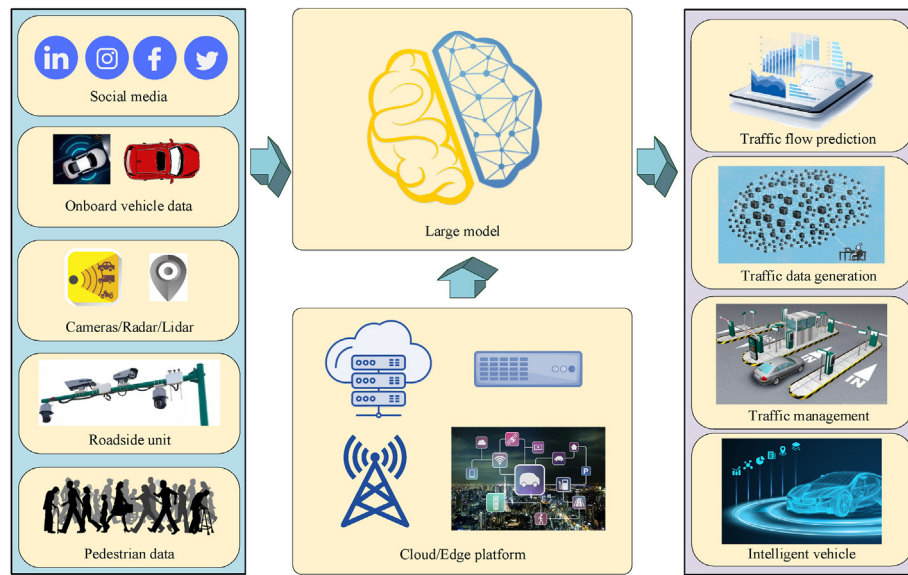 Social media
Onboard vehicle data
Cameras/Radar/Lidar
Roadside unit
Pedestrian data
Large model
Cloud/Edge platform
Traffic flow prediction
Traffic data generation
Traffic management
IN
Intelligent vehicle